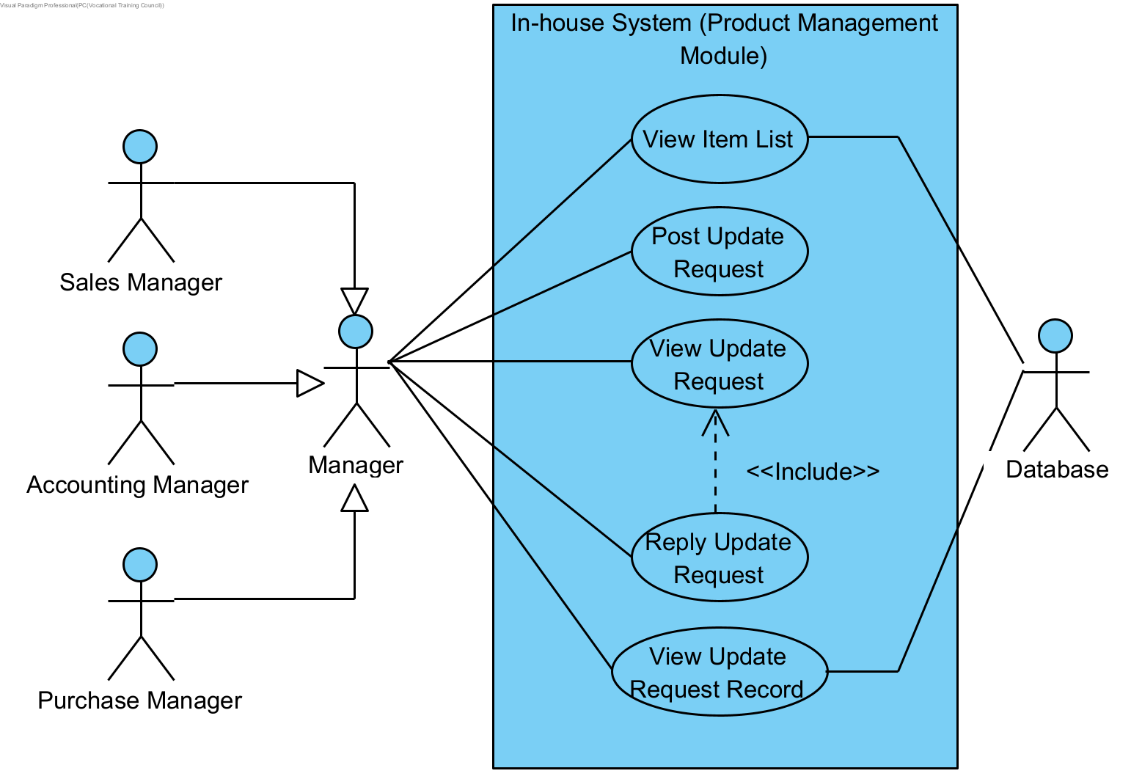 Visual Paradigm Professional(PC(Vocational Training Council))
In-house System (Product Management
Module)
View Item List
Post Update
Request
Sales Manager
View Update
Request
Manager
Accounting Manager
<<Include>>
Database
Reply Update
Request
View Update
Request Record
Purchase Manager